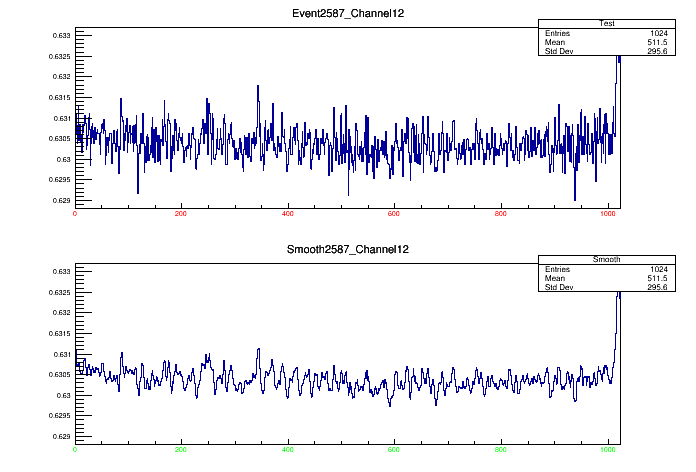 Event2587_Channel12
Test
Entries 1024
Mean 511.5
Std Dev 295.6
0.633
0.6325
0.632
0.6315
0.631
0.6305
0.63
0.6295
0.629
0 200 400 600 800 1000
Smooth2587_Channel12
Smooth
Entries 1024
Mean 511.5
Std Dev 295.6
0.633
0.6325
0.632
0.6315
0.631
0.6305
0.63
0.6295
0.629
0 200 400 600 800 1000